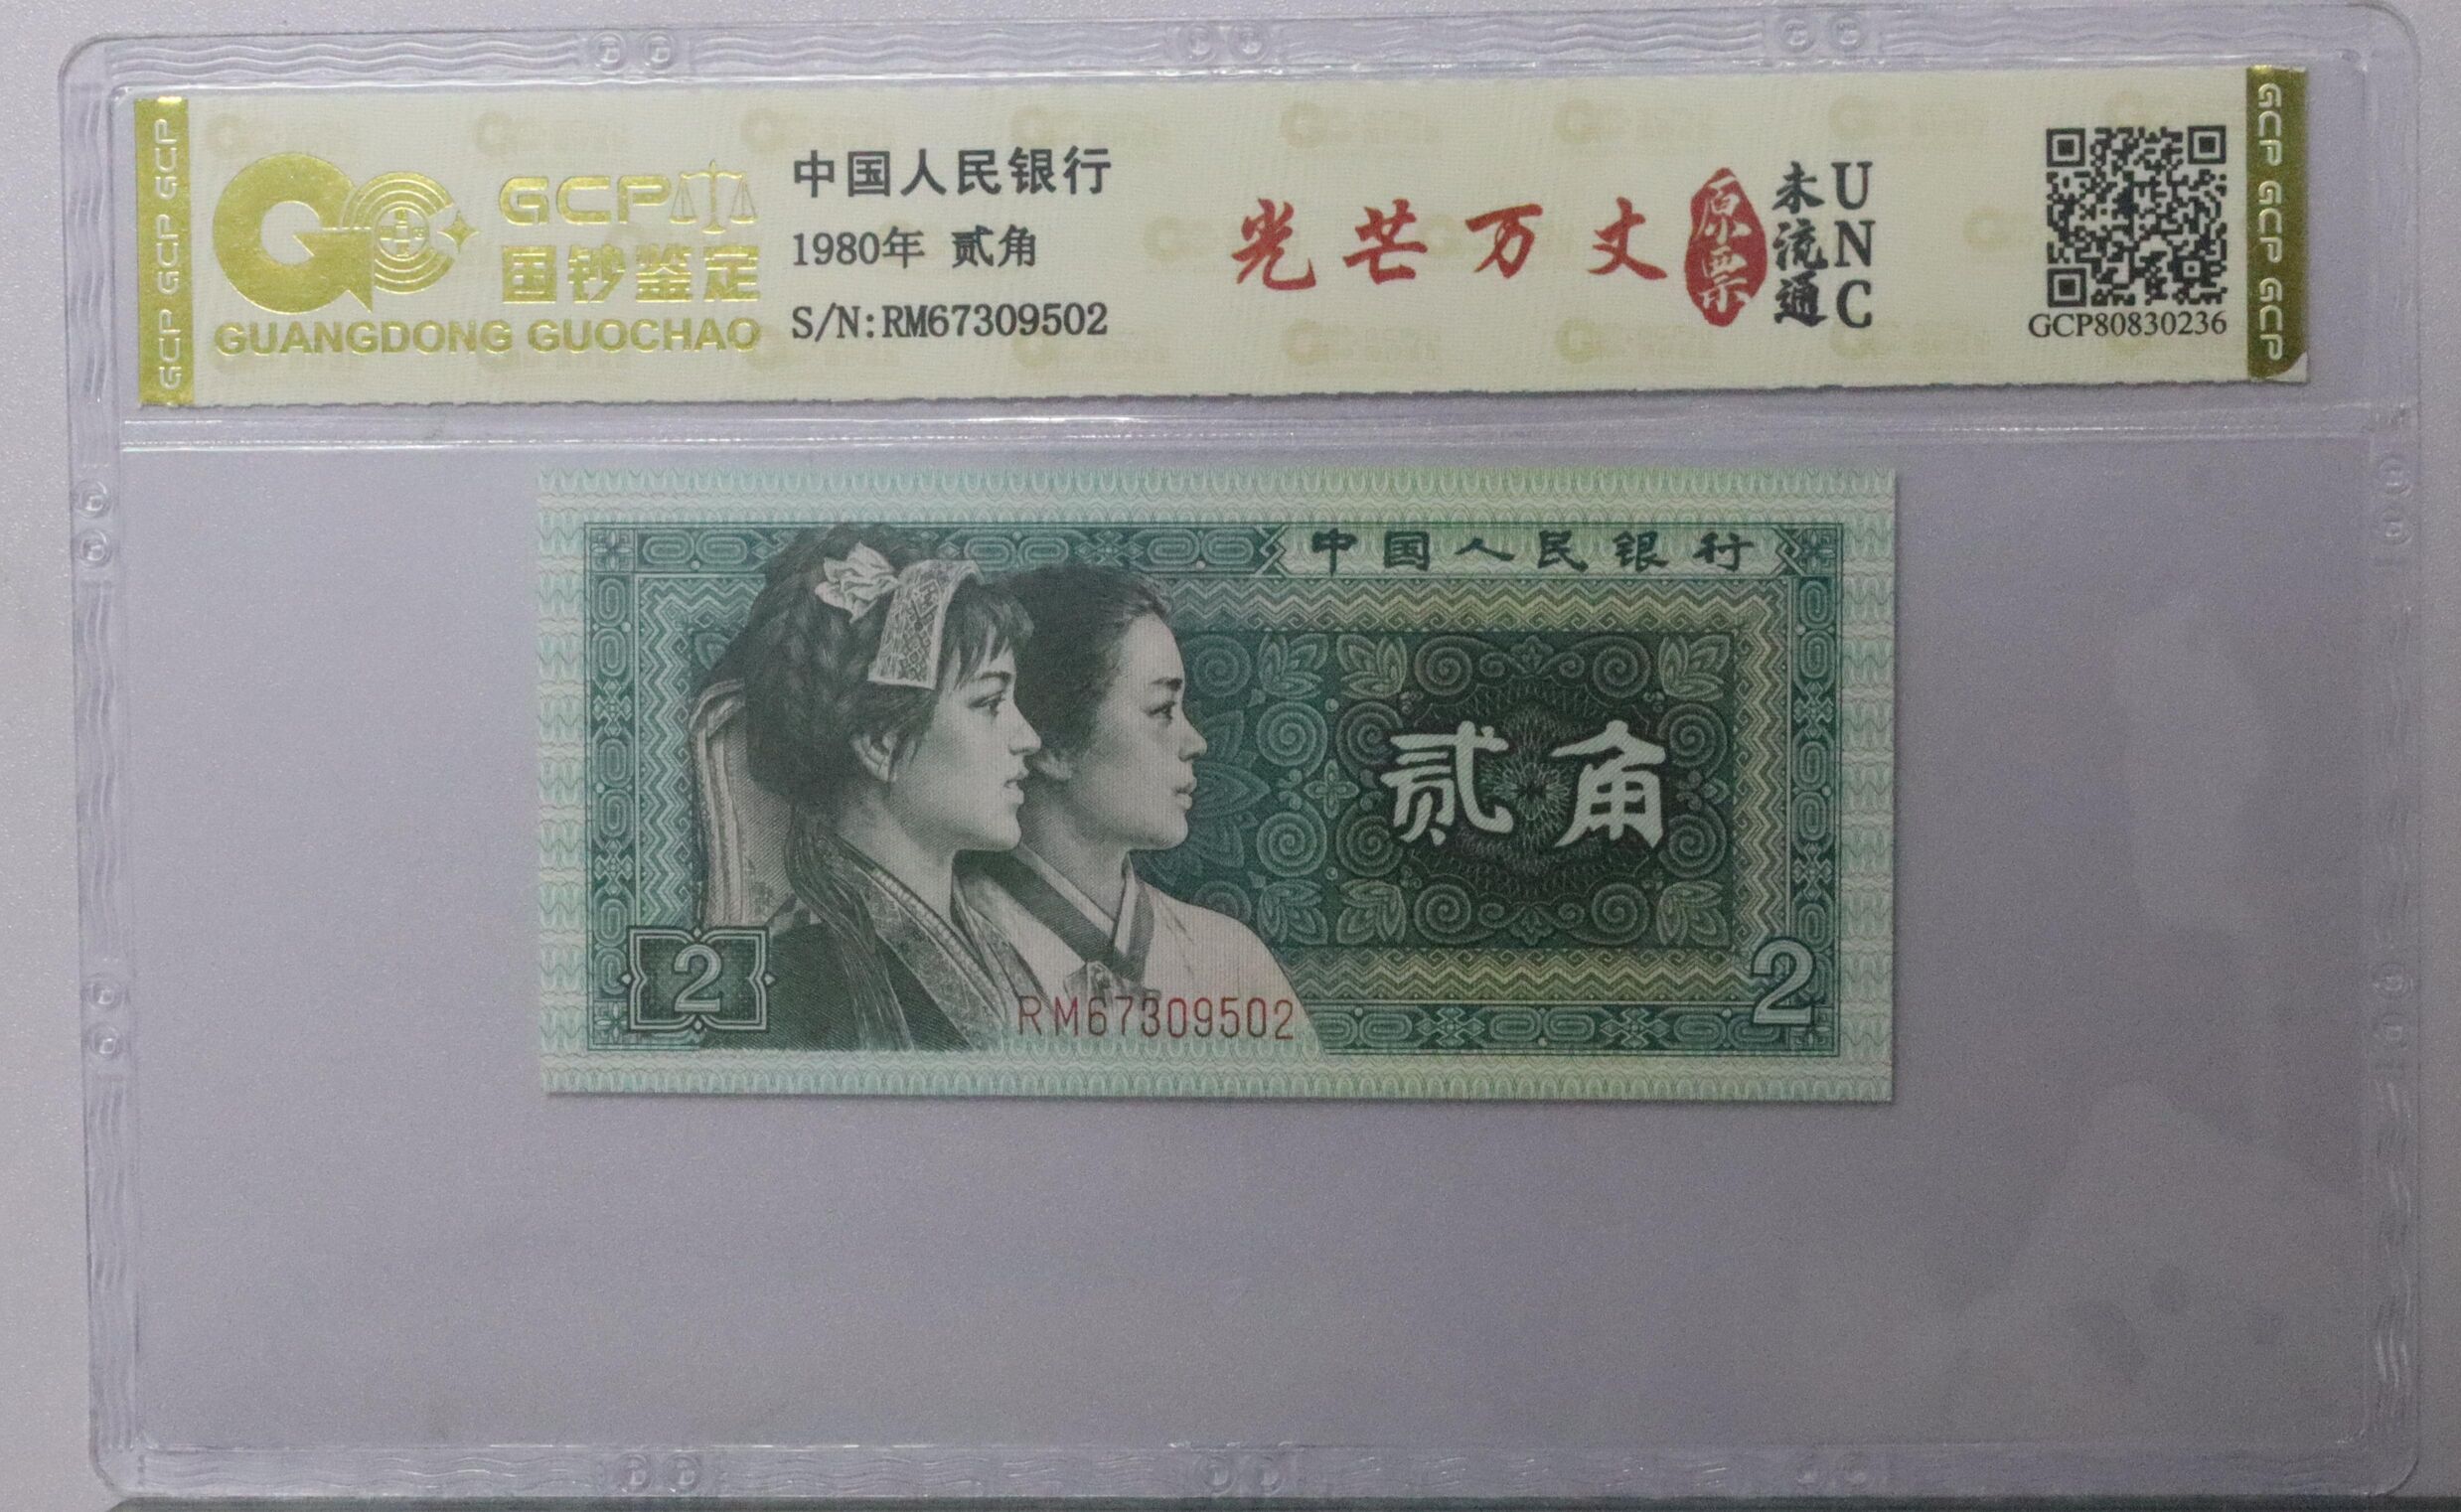 GCP GCP GCP
GCP
国钞鉴定
GUANGDONG GUOCHAO
中国人民银行
1980年 贰角
S/N:RM67309502
光芒万丈
原票
未流通
UNC
GCP80830236
GCP GCP GCP
中国人民银行
贰角
2
RM67309502
2